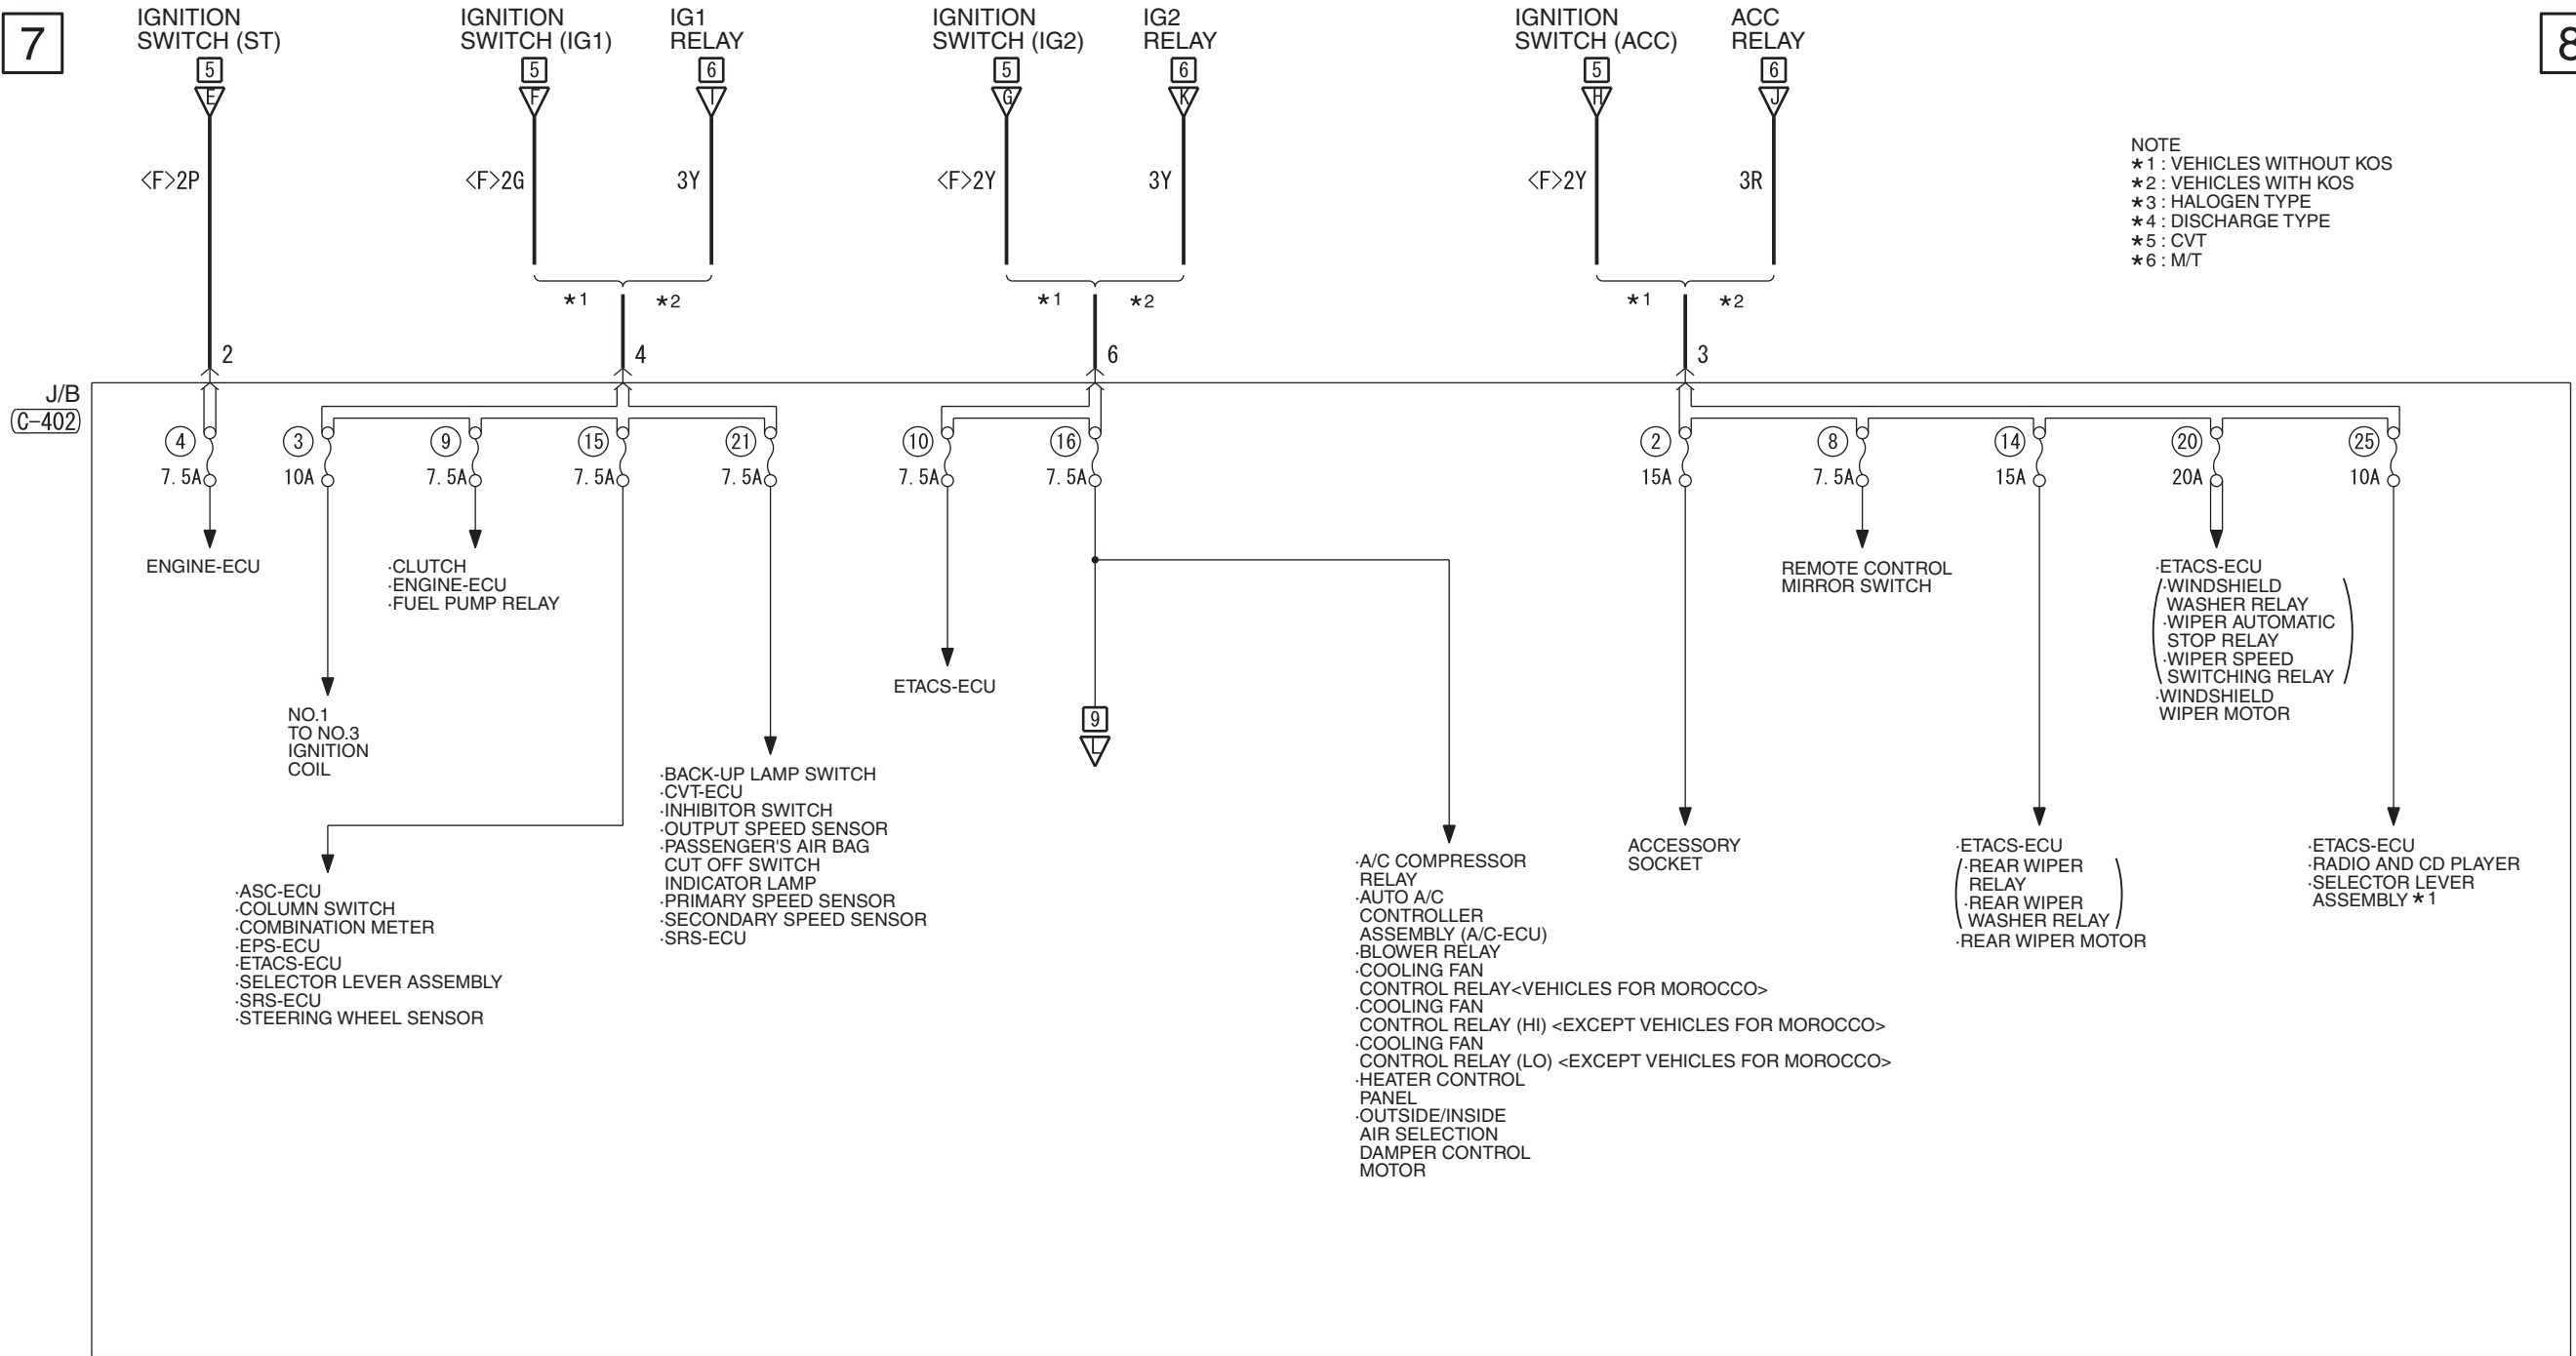 7
IGNITION
SWITCH (ST)
5
E
<F>2P
2
IGNITION
SWITCH (IG1)
5
F
<F>2G
*1
IG1
RELAY
6
I
3Y
*2
4
IGNITION
SWITCH (IG2)
5
G
<F>2Y
*1
IG2
RELAY
6
K
3Y
*2
6
IGNITION
SWITCH (ACC)
5
H
<F>2Y
*1
ACC
RELAY
6
J
3R
*2
3
8
NOTE
*1 : VEHICLES WITHOUT KOS
*2 : VEHICLES WITH KOS
*3 : HALOGEN TYPE
*4 : DISCHARGE TYPE
*5 : CVT
*6 : M/T
J/B
C-402
4
7.5A
ENGINE-ECU
3
10A
NO.1
TO NO.3
IGNITION
COIL
9
7.5A
·CLUTCH
·ENGINE-ECU
·FUEL PUMP RELAY
15
7.5A
·ASC-ECU
·COLUMN SWITCH
·COMBINATION METER
·EPS-ECU
·ETACS-ECU
·SELECTOR LEVER ASSEMBLY
·SRS-ECU
·STEERING WHEEL SENSOR
21
7.5A
·BACK-UP LAMP SWITCH
·CVT-ECU
·INHIBITOR SWITCH
·OUTPUT SPEED SENSOR
·PASSENGER'S AIR BAG
CUT OFF SWITCH
INDICATOR LAMP
·PRIMARY SPEED SENSOR
·SECONDARY SPEED SENSOR
·SRS-ECU
10
7.5A
ETACS-ECU
16
7.5A
9
L
·A/C COMPRESSOR
RELAY
·AUTO A/C
CONTROLLER
ASSEMBLY (A/C-ECU)
·BLOWER RELAY
·COOLING FAN
CONTROL RELAY<VEHICLES FOR MOROCCO>
·COOLING FAN
CONTROL RELAY (HI) <EXCEPT VEHICLES FOR MOROCCO>
·COOLING FAN
CONTROL RELAY (LO) <EXCEPT VEHICLES FOR MOROCCO>
·HEATER CONTROL
PANEL
·OUTSIDE/INSIDE
AIR SELECTION
DAMPER CONTROL
MOTOR
2
15A
ACCESSORY
SOCKET
8
7.5A
REMOTE CONTROL
MIRROR SWITCH
14
15A
·ETACS-ECU
(·REAR WIPER
RELAY
·REAR WIPER
WASHER RELAY)
·REAR WIPER MOTOR
20
20A
·ETACS-ECU
(·WINDSHIELD
WASHER RELAY
·WIPER AUTOMATIC
STOP RELAY
·WIPER SPEED
SWITCHING RELAY)
·WINDSHIELD
WIPER MOTOR
25
10A
·ETACS-ECU
·RADIO AND CD PLAYER
·SELECTOR LEVER
ASSEMBLY *1